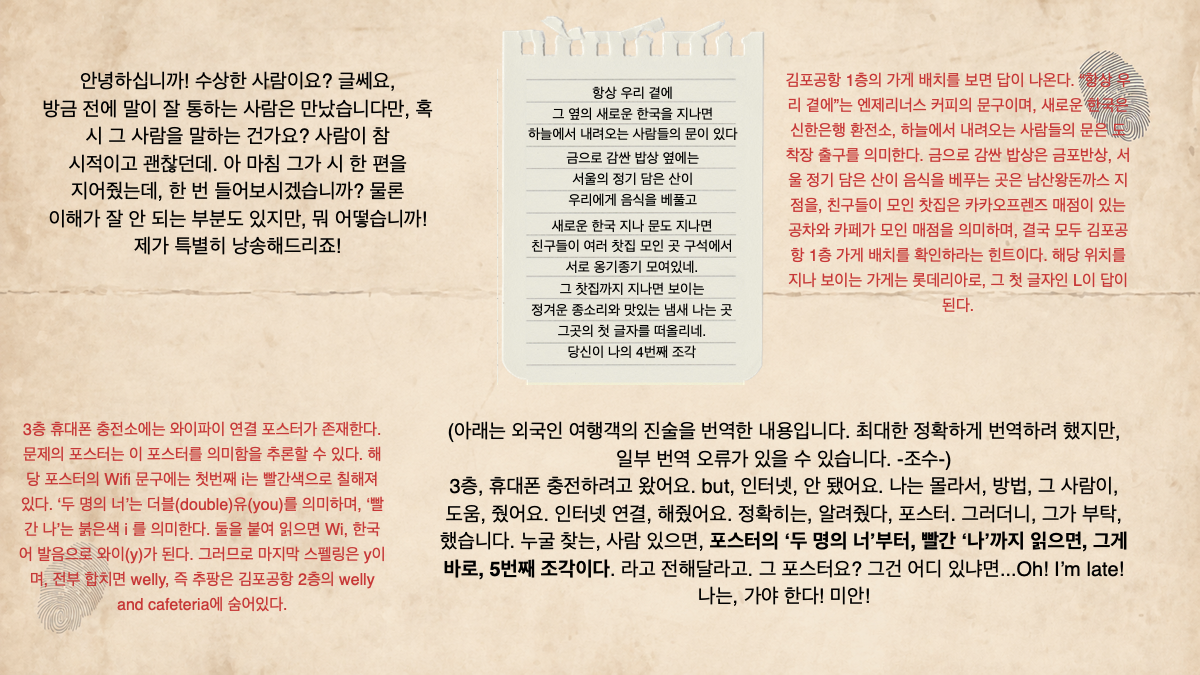 안녕하십니까! 수상한 사람이요? 글쎄요,
방금 전에 말이 잘 통하는 사람은 만났습니다만, 혹
시 그 사람을 말하는 건가요? 사람이 참
시적이고 괜찮던데. 아 마침 그가 시 한 편을
지어줬는데, 한 번 들어보시겠습니까? 물론
이해가 잘 안 되는 부분도 있지만, 뭐 어떻습니까!
제가 특별히 낭송해드리죠!
항상 우리 곁에
그 옆의 새로운 한국을 지나면
하늘에서 내려오는 사람들의 문이 있다
금으로 감싼 밥상 옆에는
서울의 정기 담은 산이
우리에게 음식을 베풀고
새로운 한국 지나 문도 지나면
친구들이 여러 찻집 모인 곳 구석에서
서로 옹기종기 모여있네.
그 찻집까지 지나면 보이는
정겨운 종소리와 맛있는 냄새 나는 곳
그곳의 첫 글자를 떠올리네.
당신이 나의 4번째 조각
김포공항 1층의 가게 배치를 보면 답이 나온다. “항상 우
리 곁에”는 엔제리너스 커피의 문구이며, 새로운 한국은
신한은행 환전소, 하늘에서 내려오는 사람들의 문은 도
착장 출구를 의미한다. 금으로 감싼 밥상은 금포반상, 서
울 정기 담은 산이 음식을 베푸는 곳은 남산왕돈까스 지
점을, 친구들이 모인 찻집은 카카오프렌즈 매점이 있는
공차와 카페가 모인 매점을 의미하며, 결국 모두 김포공
항 1층 가게 배치를 확인하라는 힌트이다. 해당 위치를
지나 보이는 가게는 롯데리아로, 그 첫 글자인 L이 답이
된다.
3층 휴대폰 충전소에는 와이파이 연결 포스터가 존재한다.
문제의 포스터는 이 포스터를 의미함을 추론할 수 있다. 해
당 포스터의 Wifi 문구에는 첫번째 i는 빨간색으로 칠해져
있다. ‘두 명의 너’는 더블(double)유(you)를 의미하며, ‘빨
간 나’는 붉은색 i 를 의미한다. 둘을 붙여 읽으면 Wi, 한국
어 발음으로 와이(y)가 된다. 그러므로 마지막 스펠링은 y이
며, 전부 합치면 welly, 즉 추팡은 김포공항 2층의 welly
and cafeteria에 숨어있다.
(아래는 외국인 여행객의 진술을 번역한 내용입니다. 최대한 정확하게 번역하려 했지만,
일부 번역 오류가 있을 수 있습니다. -조수-)
3층, 휴대폰 충전하려고 왔어요. but, 인터넷, 안 됐어요. 나는 몰라서, 방법, 그 사람이,
도움, 줬어요. 인터넷 연결, 해줬어요. 정확히는, 알려줬다, 포스터. 그러더니, 그가 부탁,
했습니다. 누굴 찾는, 사람 있으면, 포스터의 ‘두 명의 너’부터, 빨간 ‘나’까지 읽으면, 그게
바로, 5번째 조각이다. 라고 전해달라고. 그 포스터요? 그건 어디 있냐면...Oh! I’m late!
나는, 가야 한다! 미안!